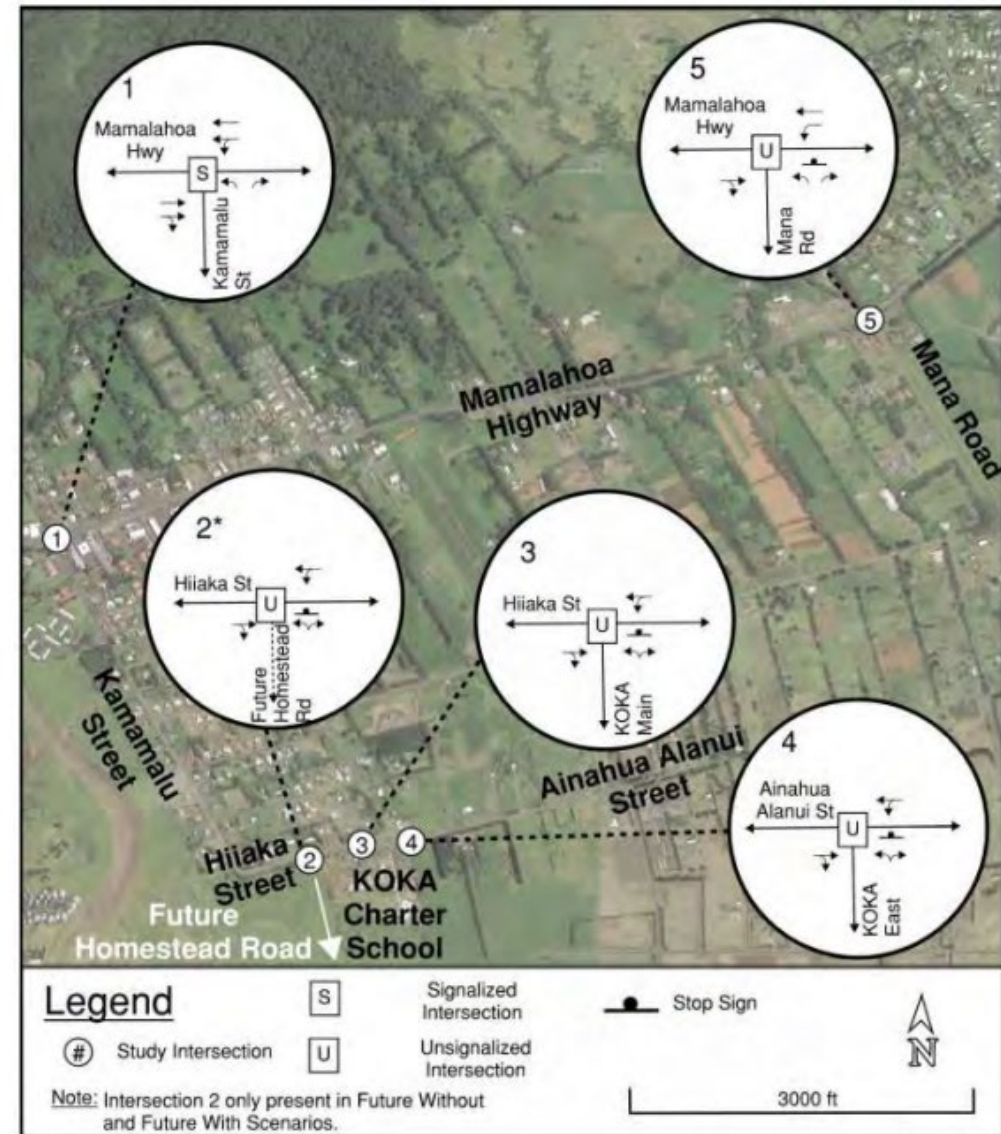 1
Mamalahoa
Hwy
S
Kamamalu
St
5
Mamalahoa
Hwy
U
Mana
Rd
5
Mamalahoa
Highway
Mana Road
1
2*
Hiiaka St
U
Future
Homestead
Rd
3
Hiiaka St
U
KOKA
Main
Kamamalu
Street
Ainahua Alanui
Street
4
Ainahua
Alanui St
U
KOKA
East
Hiiaka
Street
2
3
4
KOKA
Charter
School
Future
Homestead Road
Legend
S
Signalized
Intersection
Stop Sign
# Study Intersection
U
Unsignalized
Intersection
N
Note: Intersection 2 only present in Future Without
and Future With Scenarios.
3000 ft